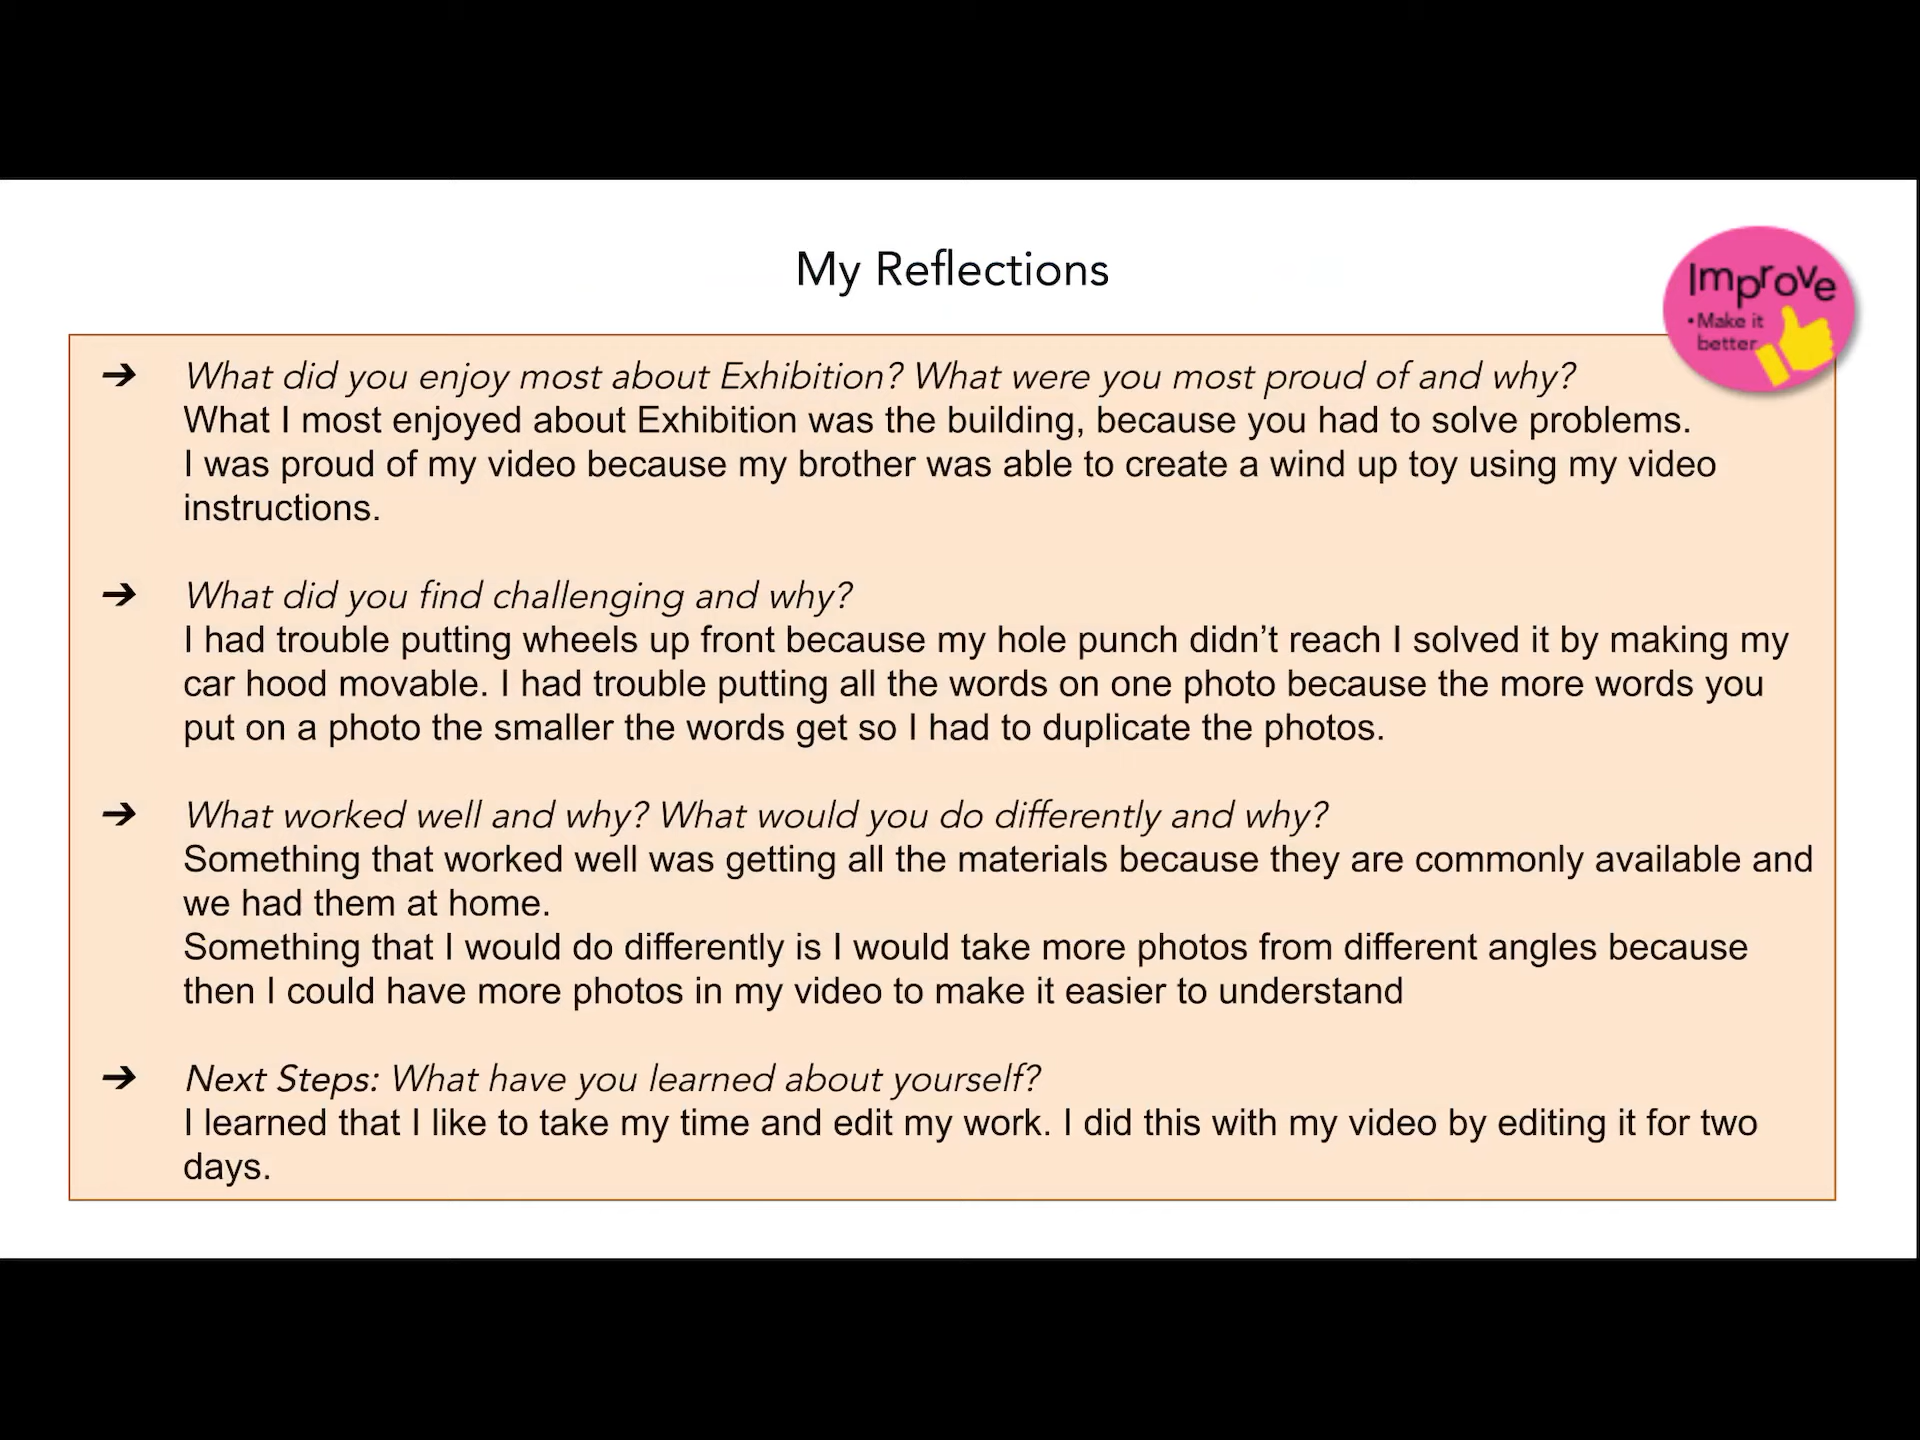 My Reflections
Improve
•Make it
better
➔ What did you enjoy most about Exhibition? What were you most proud of and why?
What I most enjoyed about Exhibition was the building, because you had to solve problems.
I was proud of my video because my brother was able to create a wind up toy using my video
instructions.
➔ What did you find challenging and why?
I had trouble putting wheels up front because my hole punch didn’t reach I solved it by making my
car hood movable. I had trouble putting all the words on one photo because the more words you
put on a photo the smaller the words get so I had to duplicate the photos.
➔ What worked well and why? What would you do differently and why?
Something that worked well was getting all the materials because they are commonly available and
we had them at home.
Something that I would do differently is I would take more photos from different angles because
then I could have more photos in my video to make it easier to understand
➔ Next Steps: What have you learned about yourself?
I learned that I like to take my time and edit my work. I did this with my video by editing it for two
days.